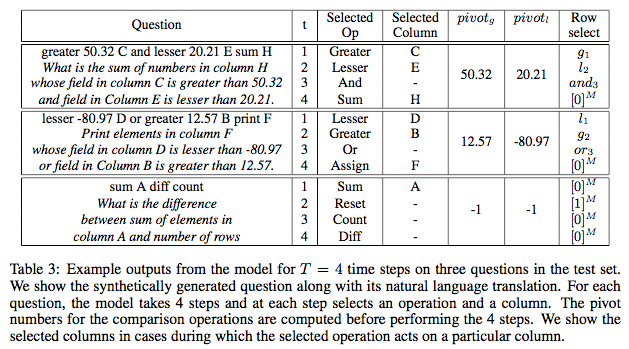 Question t Selected Op Selected Column pivot_g pivot_l Row select
greater 50.32 C and lesser 20.21 E sum H 1 Greater C g_1
What is the sum of numbers in column H 2 Lesser E l_2
whose field in column C is greater than 50.32 3 And - 50.32 20.21 and_3
and field in Column E is lesser than 20.21. 4 Sum H [0]^M
lesser -80.97 D or greater 12.57 B print F 1 Lesser D l_1
Print elements in column F 2 Greater B g_2
whose field in column D is lesser than -80.97 3 Or - 12.57 -80.97 or_3
or field in Column B is greater than 12.57. 4 Assign F [0]^M
sum A diff count 1 Sum A [0]^M
What is the difference 2 Reset - [1]^M
between sum of elements in 3 Count - -1 -1 [0]^M
column A and number of rows 4 Diff - [0]^M
Table 3: Example outputs from the model for T = 4 time steps on three questions in the test set.
We show the synthetically generated question along with its natural language translation. For each
question, the model takes 4 steps and at each step selects an operation and a column. The pivot
numbers for the comparison operations are computed before performing the 4 steps. We show the
selected columns in cases during which the selected operation acts on a particular column.